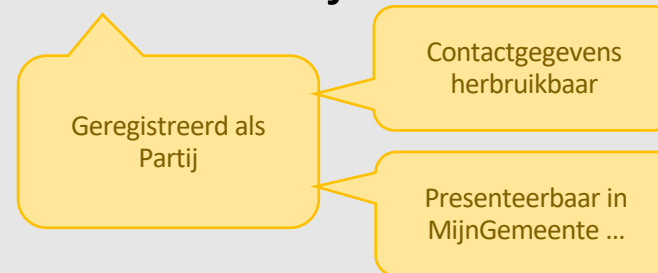 Geregistreerd als
Partij
Contactgegevens
herbruikbaar
Presenteerbaar in
MijnGemeente ...